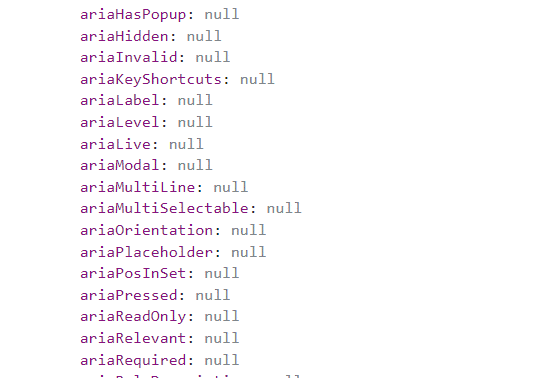 ariaHasPopup: null
ariaHidden: null
ariaInvalid: null
ariaKeyShortcuts: null
ariaLabel: null
ariaLevel: null
ariaLive: null
ariaModal: null
ariaMultiLine: null
ariaMultiSelectable: null
ariaOrientation: null
ariaPlaceholder: null
ariaPosInSet: null
ariaPressed: null
ariaReadOnly: null
ariaRelevant: null
ariaRequired: null